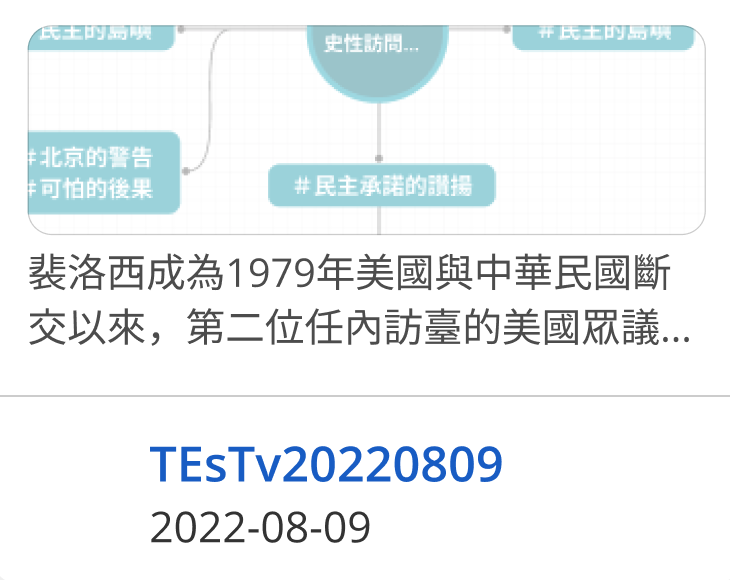 史性訪問...
#民主的島嶼
#民主的島嶼
#北京的警告
#可怕的後果
#民主承諾的讚揚
裴洛西成為1979年美國與中華民國斷
交以來，第二位任內訪臺的美國眾議...
TEsTv20220809
2022-08-09